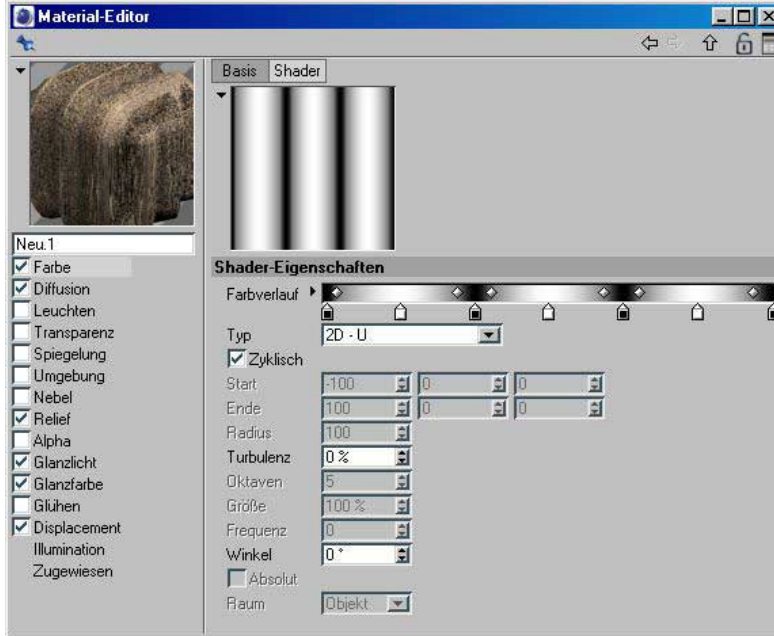 Material-Editor
Basis Shader
Neu.1
Farbe
Diffusion
Leuchten
Transparenz
Spiegelung
Umgebung
Nebel
Relief
Alpha
Glanzlicht
Glanzfarbe
Glühen
Displacement
Illumination
Zugewiesen
Shader-Eigenschaften
Farbverlauf
Typ 2D - U
Zyklisch
Start -100 0 0
Ende 100 0 0
Radius 100
Turbulenz 0 %
Oktaven 5
Größe 100 %
Frequenz 0
Winkel 0 °
Absolut
Raum Objekt